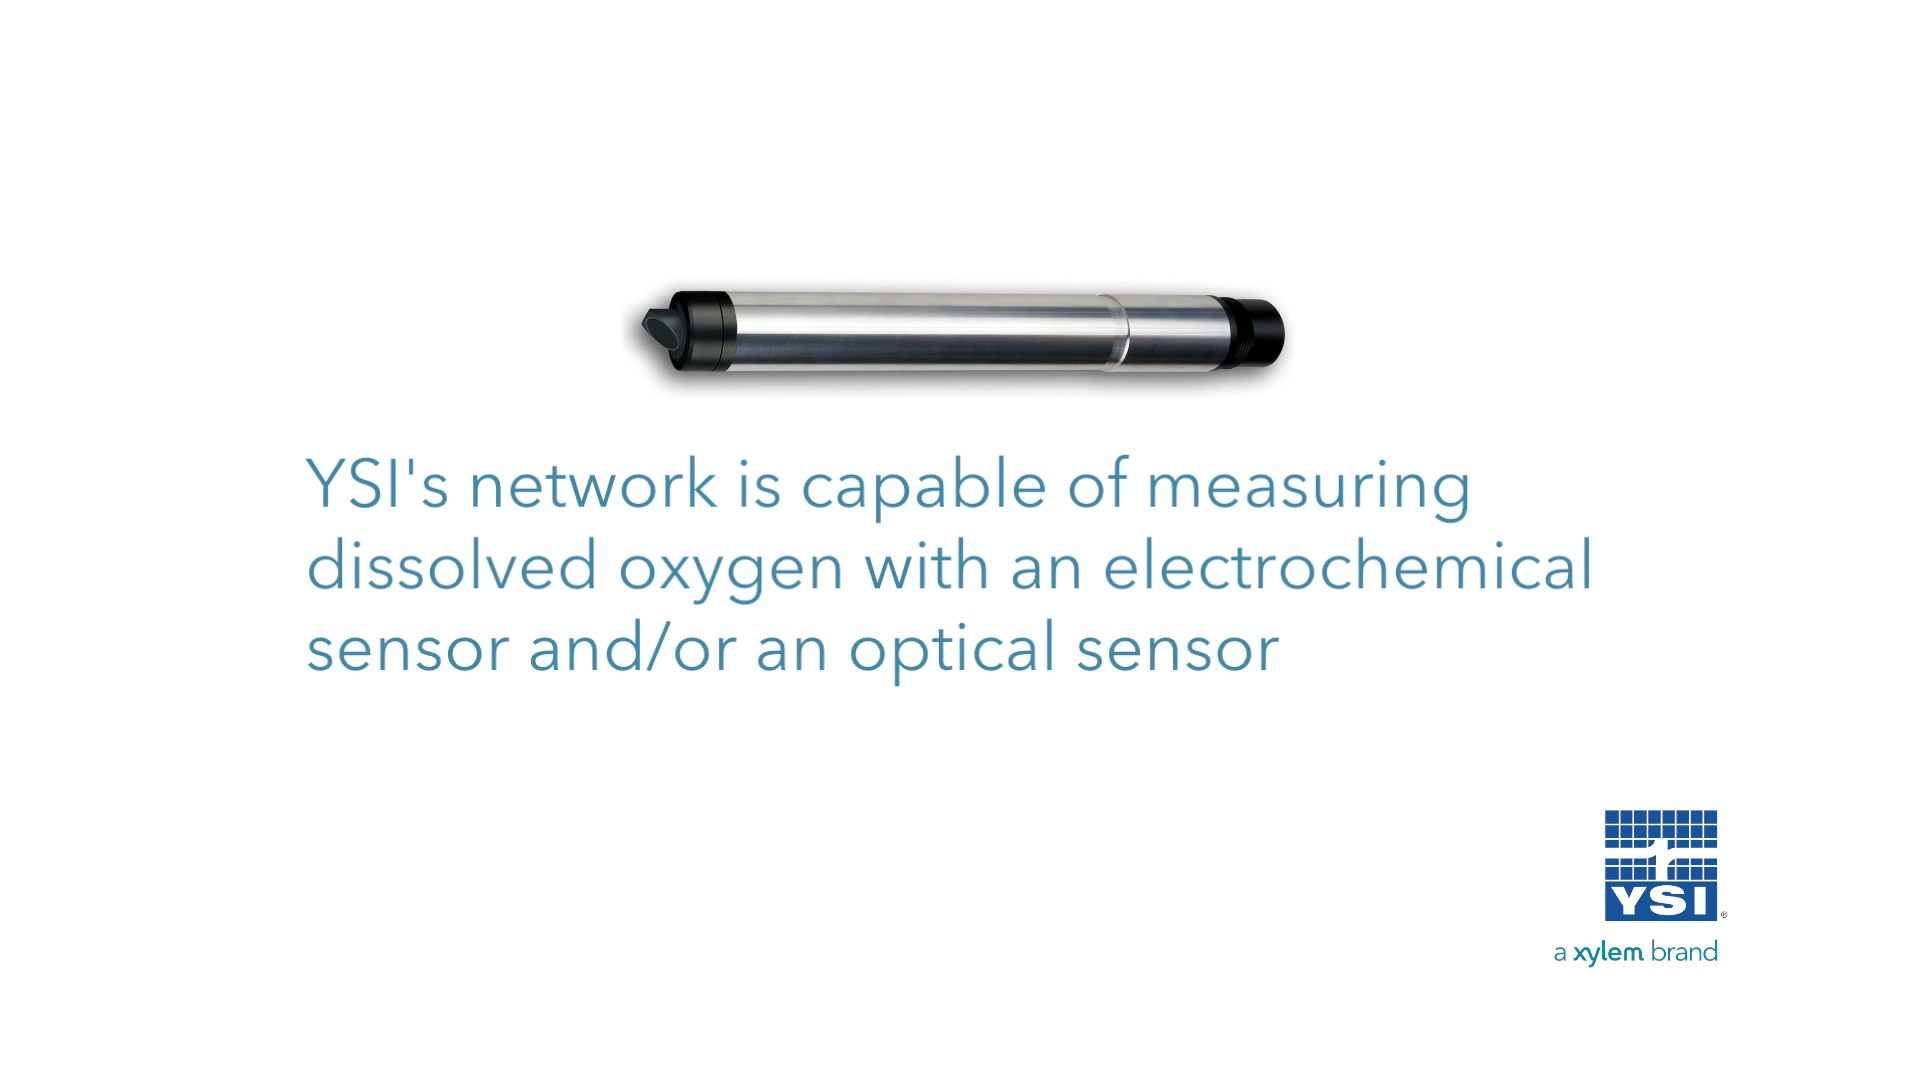 YSI's network is capable of measuring
dissolved oxygen with an electrochemical
sensor and/or an optical sensor
YSI®
a xylem brand